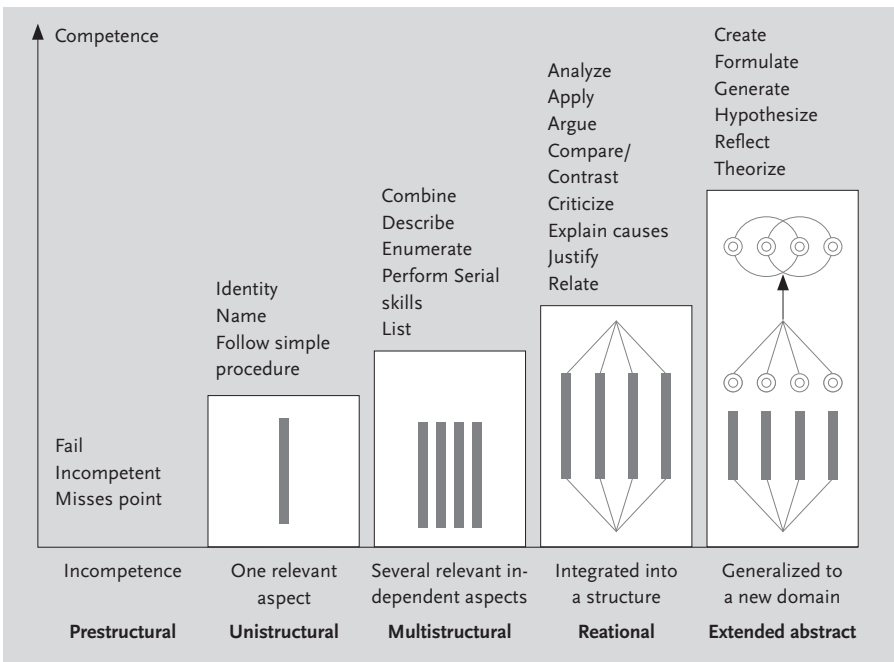 Competence
Fail
Incompetent
Misses point
Identity
Name
Follow simple
procedure
Combine
Describe
Enumerate
Perform Serial
skills
List
Analyze
Apply
Argue
Compare/
Contrast
Criticize
Explain causes
Justify
Relate
Create
Formulate
Generate
Hypothesize
Reflect
Theorize
Incompetence
One relevant
aspect
Several relevant in-
dependent aspects
Integrated into
a structure
Generalized to
a new domain
Prestructural
Unistructural
Multistructural
Reational
Extended abstract